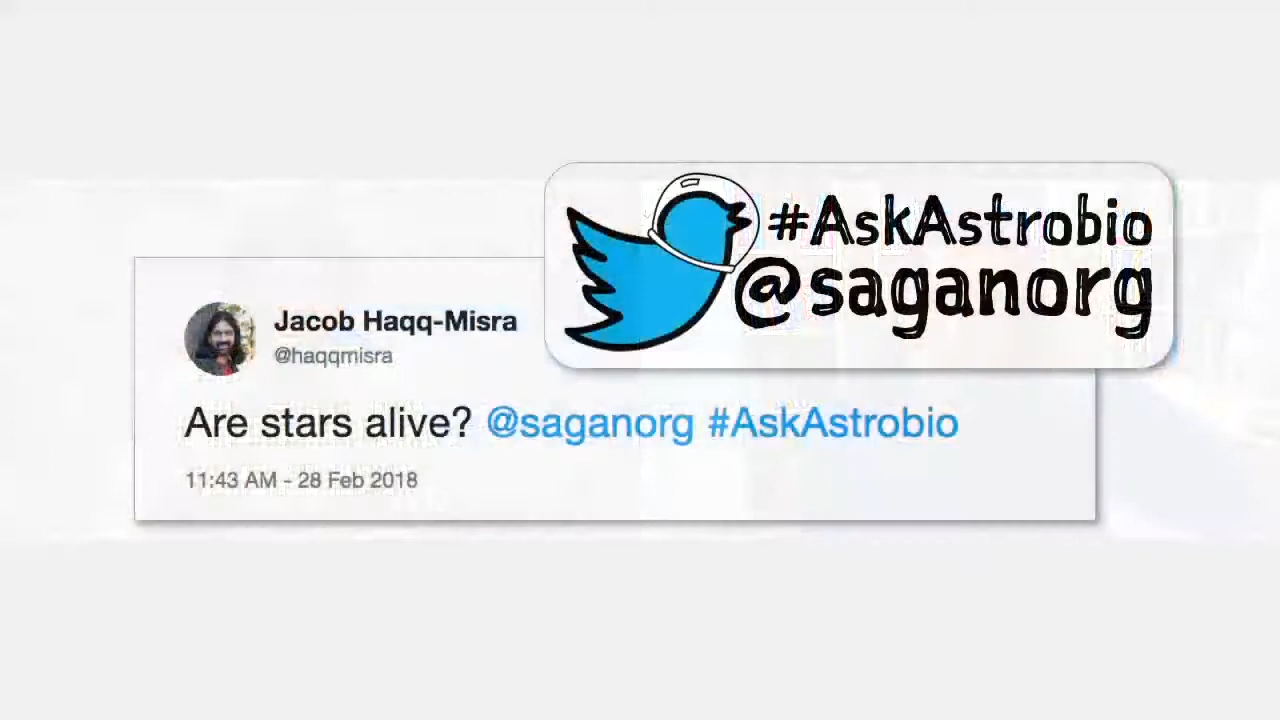 #AskAstrobio
@saganorg
Jacob Haqq-Misra
@haqqmisra
Are stars alive? @saganorg #AskAstrobio
11:43 AM - 28 Feb 2018